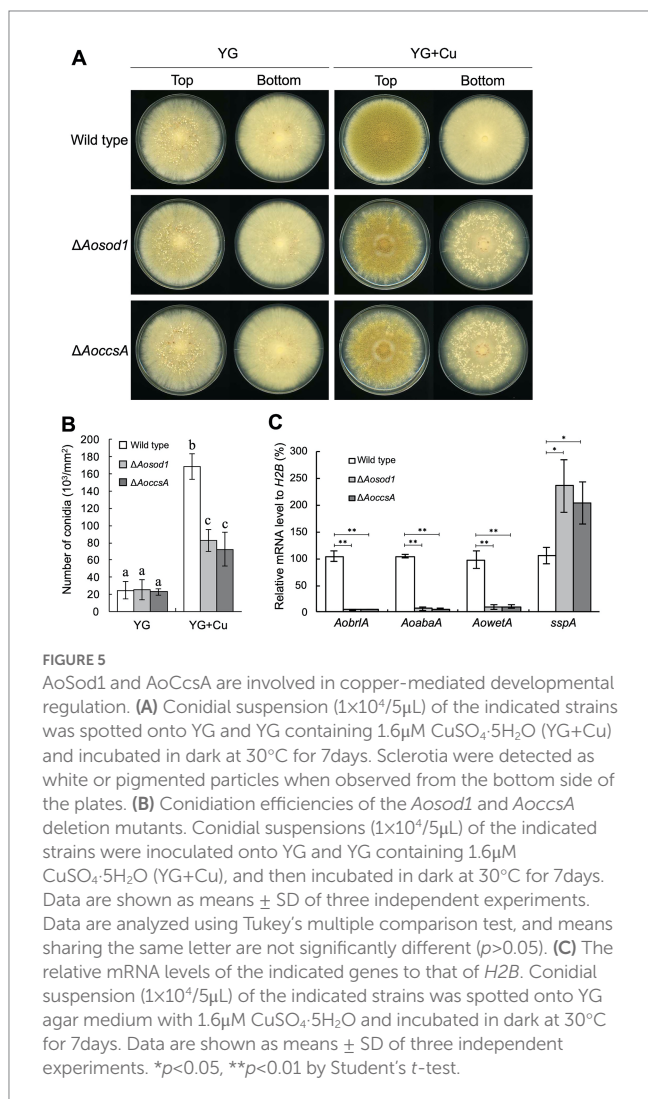 A
YG
YG+Cu
Top
Bottom
Top
Bottom
Wild type
ΔAosod1
ΔAoccsA
B
Number of conidia (10³/mm²)
200
180
160
140
120
100
80
60
40
20
0
Wild type
ΔAosod1
ΔAoccsA
a
a
a
b
c
c
YG
YG+Cu
C
Relative mRNA level to H2B (%)
300
250
200
150
100
50
0
Wild type
ΔAosod1
ΔAoccsA
**
**
**
**
**
**
*
*
AobrlA
AoabaA
AowetA
sspA
FIGURE 5
AoSod1 and AoCcsA are involved in copper-mediated developmental
regulation. (A) Conidial suspension (1×10⁴/5μL) of the indicated strains
was spotted onto YG and YG containing 1.6μM CuSO₄·5H₂O (YG+Cu)
and incubated in dark at 30°C for 7days. Sclerotia were detected as
white or pigmented particles when observed from the bottom side of
the plates. (B) Conidiation efficiencies of the Aosod1 and AoccsA
deletion mutants. Conidial suspensions (1×10⁴/5μL) of the indicated
strains were inoculated onto YG and YG containing 1.6μM
CuSO₄·5H₂O (YG+Cu), and then incubated in dark at 30°C for 7days.
Data are shown as means ± SD of three independent experiments.
Data are analyzed using Tukey's multiple comparison test, and means
sharing the same letter are not significantly different (p>0.05). (C) The
relative mRNA levels of the indicated genes to that of H2B. Conidial
suspension (1×10⁴/5μL) of the indicated strains was spotted onto YG
agar medium with 1.6μM CuSO₄·5H₂O and incubated in dark at 30°C
for 7days. Data are shown as means ± SD of three independent
experiments. *p<0.05, **p<0.01 by Student's t-test.